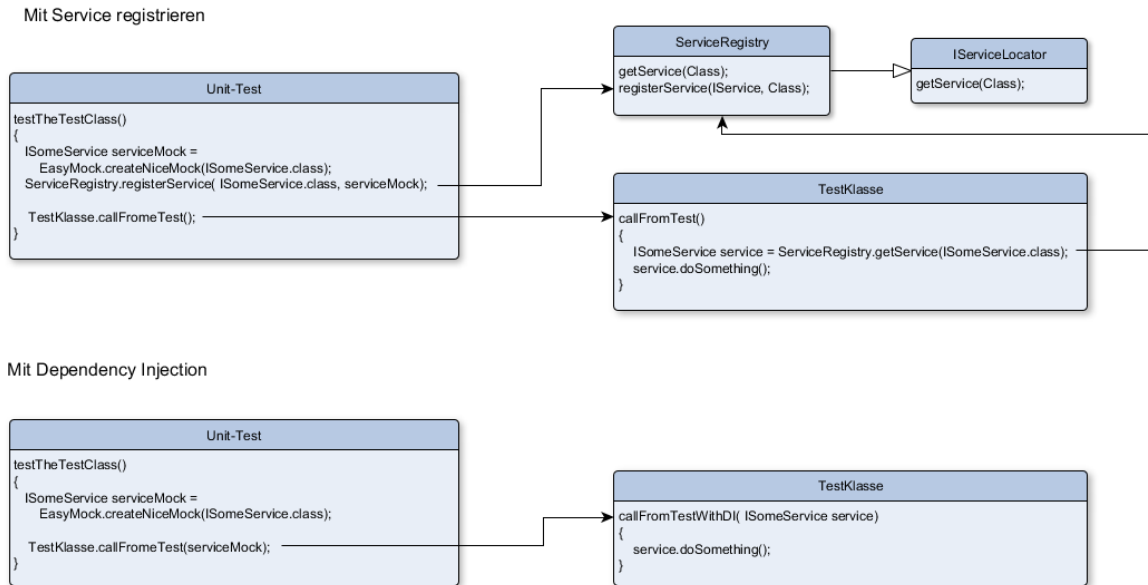 Mit Service registrieren
Unit-Test
testTheTestClass()
{
ISomeService serviceMock =
EasyMock.createNiceMock(ISomeService.class);
ServiceRegistry.registerService( ISomeService.class, serviceMock);
TestKlasse.callFromeTest();
}
ServiceRegistry
getService(Class);
registerService(IService, Class);
IServiceLocator
getService(Class);
TestKlasse
callFromTest()
{
ISomeService service = ServiceRegistry.getService(ISomeService.class);
service.doSomething();
}
Mit Dependency Injection
Unit-Test
testTheTestClass()
{
ISomeService serviceMock =
EasyMock.createNiceMock(ISomeService.class);
TestKlasse.callFromeTest(serviceMock);
}
TestKlasse
callFromTestWithDI( ISomeService service)
{
service.doSomething();
}